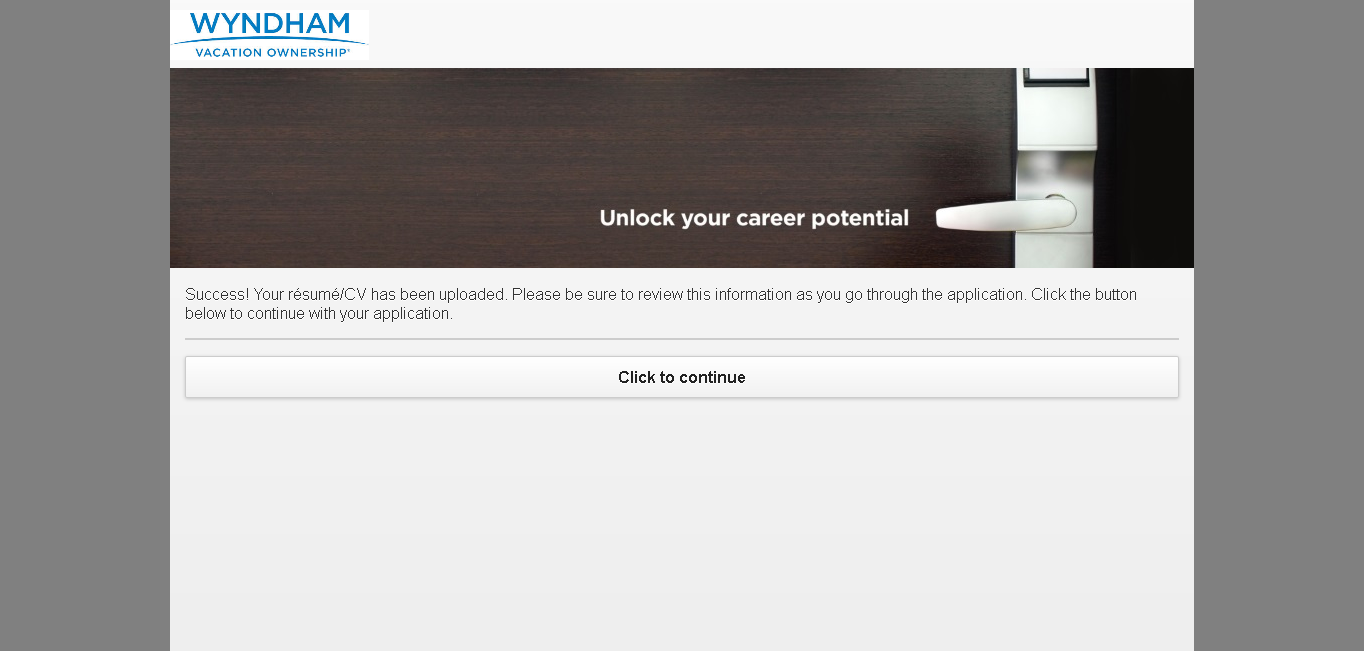 WYNDHAM
VACATION OWNERSHIP®
Unlock your career potential
Success! Your résumé/CV has been uploaded. Please be sure to review this information as you go through the application. Click the button
below to continue with your application.
Click to continue